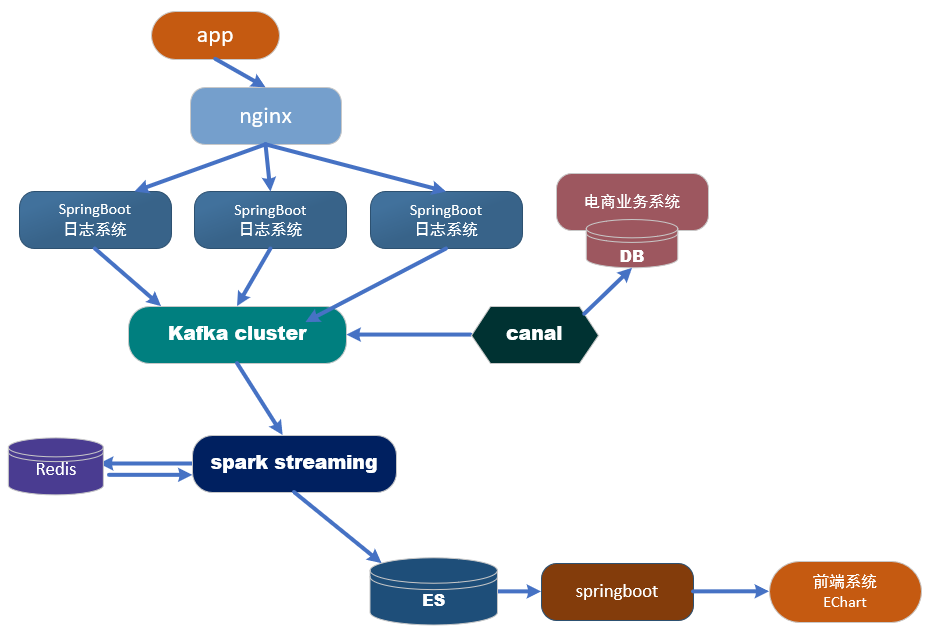 app
nginx
SpringBoot
日志系统
SpringBoot
日志系统
SpringBoot
日志系统
电商业务系统
DB
Kafka cluster
canal
spark streaming
Redis
ES
springboot
前端系统
EChart